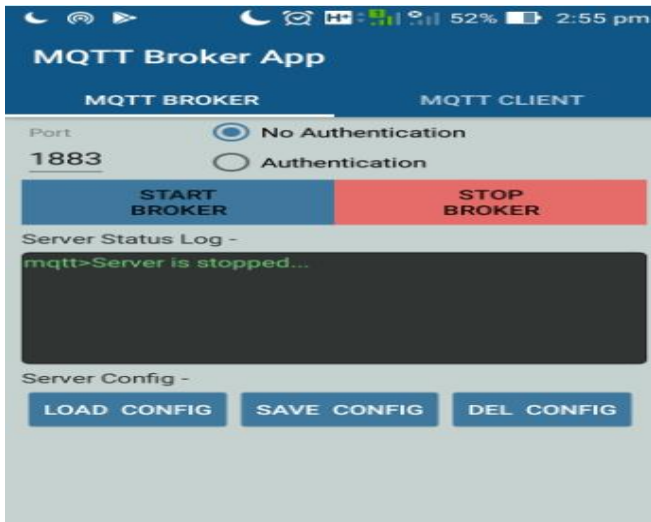 H+ 52% 2:55 pm
MQTT Broker App
MQTT BROKER MQTT CLIENT
Port
No Authentication
1883
Authentication
START BROKER
STOP BROKER
Server Status Log -
mqtt>Server is stopped...
Server Config -
LOAD CONFIG SAVE CONFIG DEL CONFIG